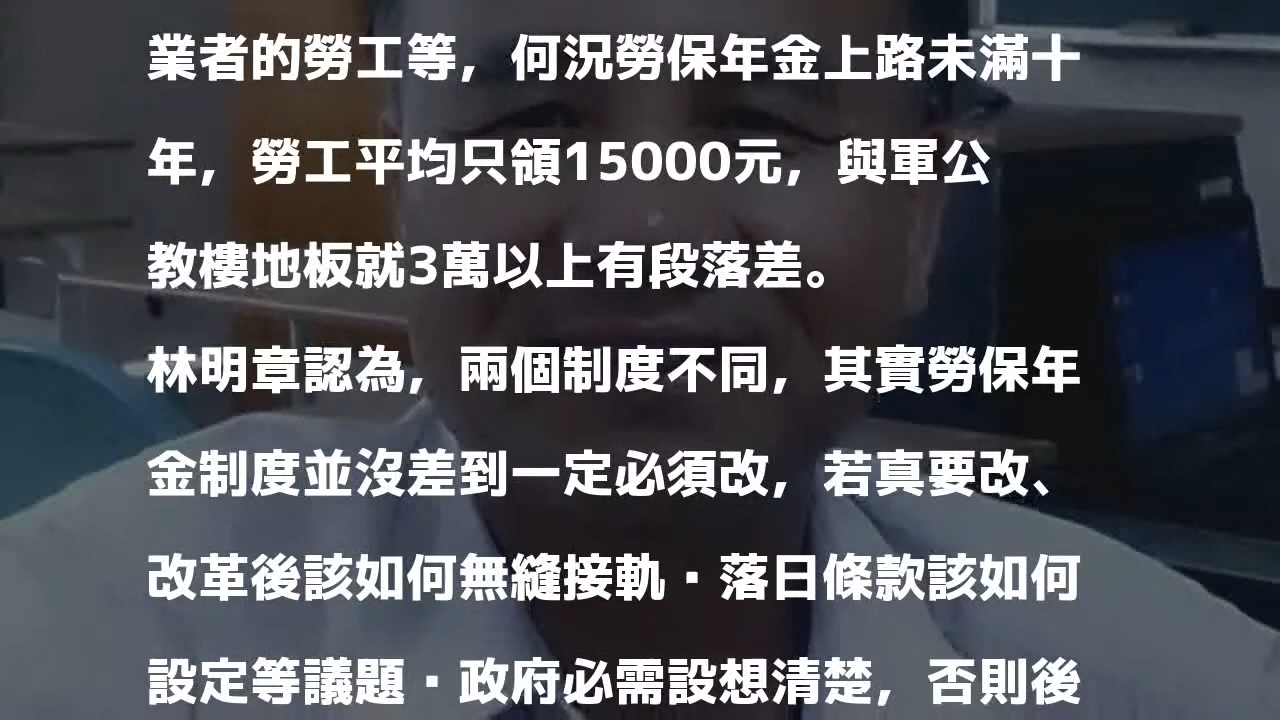 業者的勞工等，何況勞保年金上路未滿十
年，勞工平均只領15000元，與軍公
教樓地板就3萬以上有段落差。
林明章認為，兩個制度不同，其實勞保年
金制度並沒差到一定必須改，若真要改、
改革後該如何無縫接軌·落日條款該如何
設定等議題·政府必需設想清楚，否則後